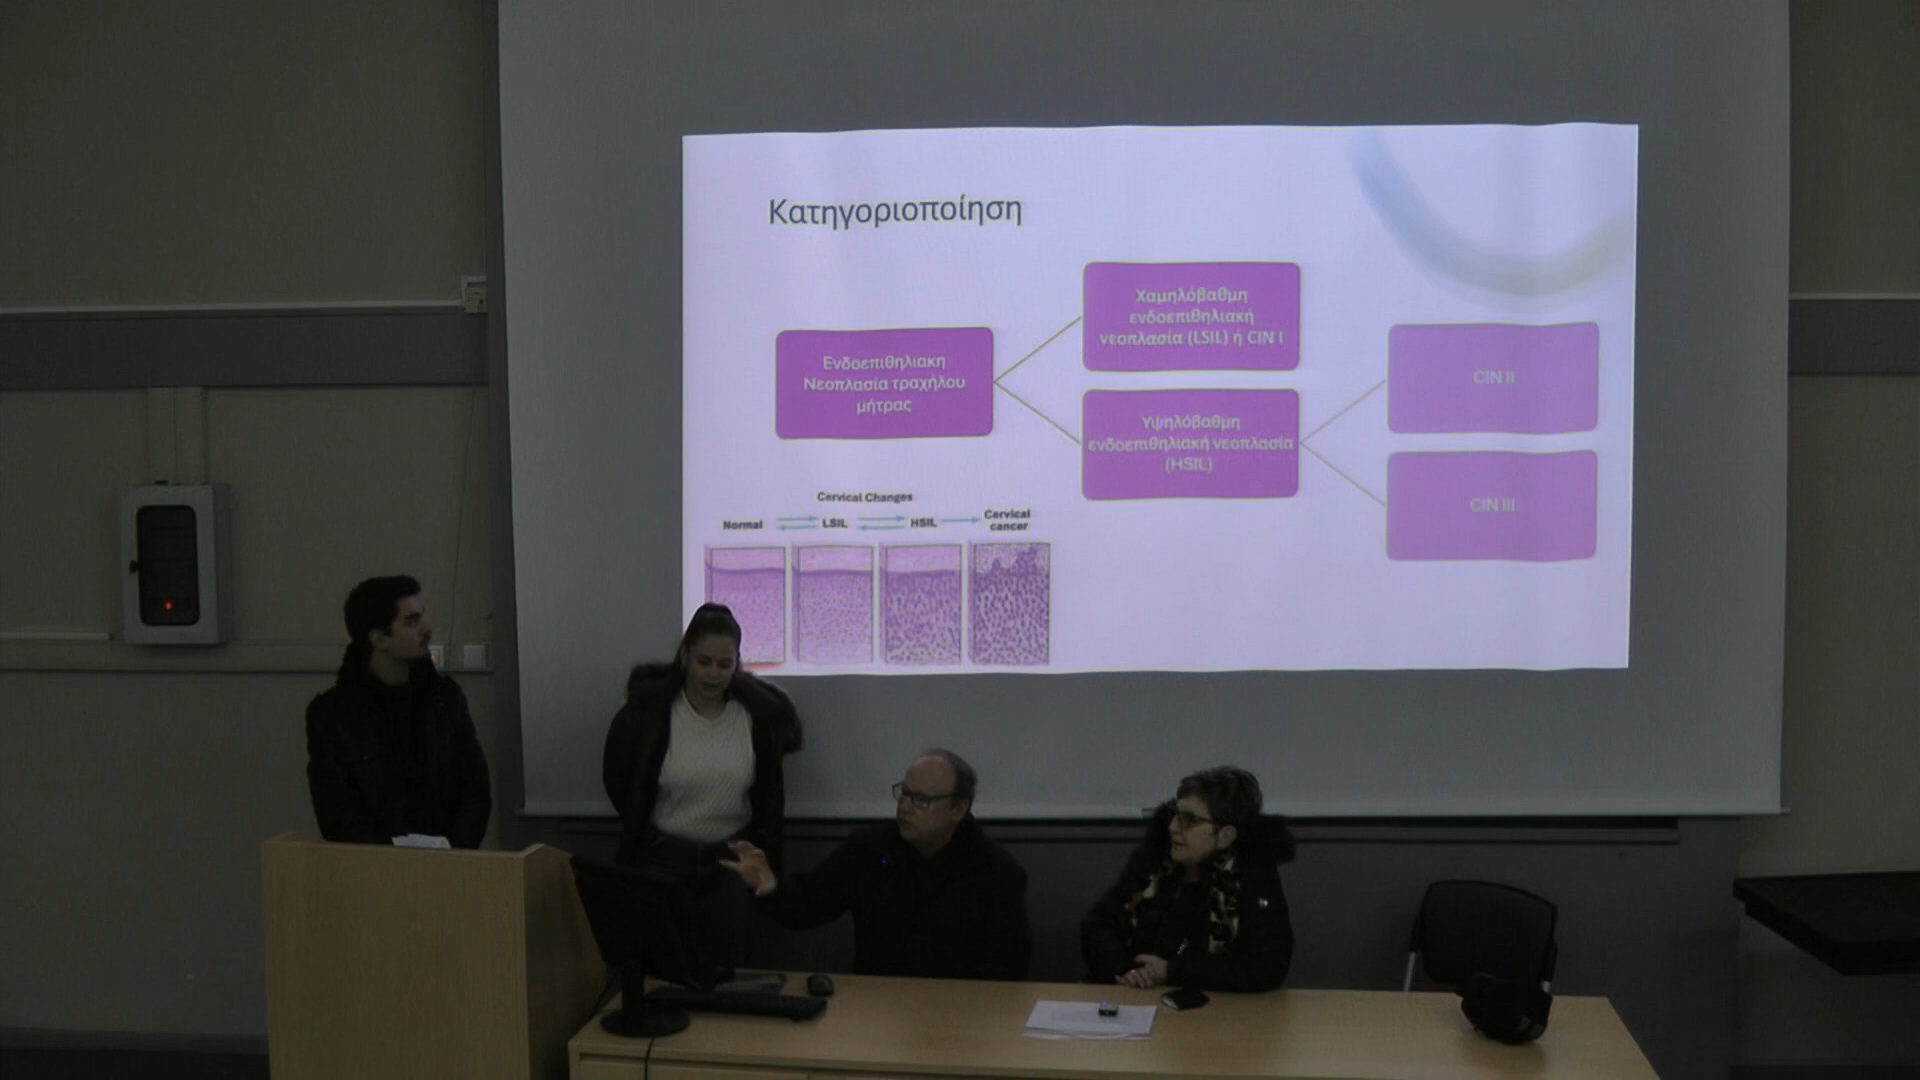 Κατηγοριοποίηση
Ενδοεπιθηλιακη
Νεοπλασία τραχήλου
μήτρας
Χαμηλόβαθμη
ενδοεπιθηλιακή
νεοπλασία (LSIL) ή CIN I
Υψηλόβαθμη
ενδοεπιθηλιακή νεοπλασία
(HSIL)
CIN II
CIN III
Cervical Changes
Normal
LSIL
HSIL
Cervical
cancer